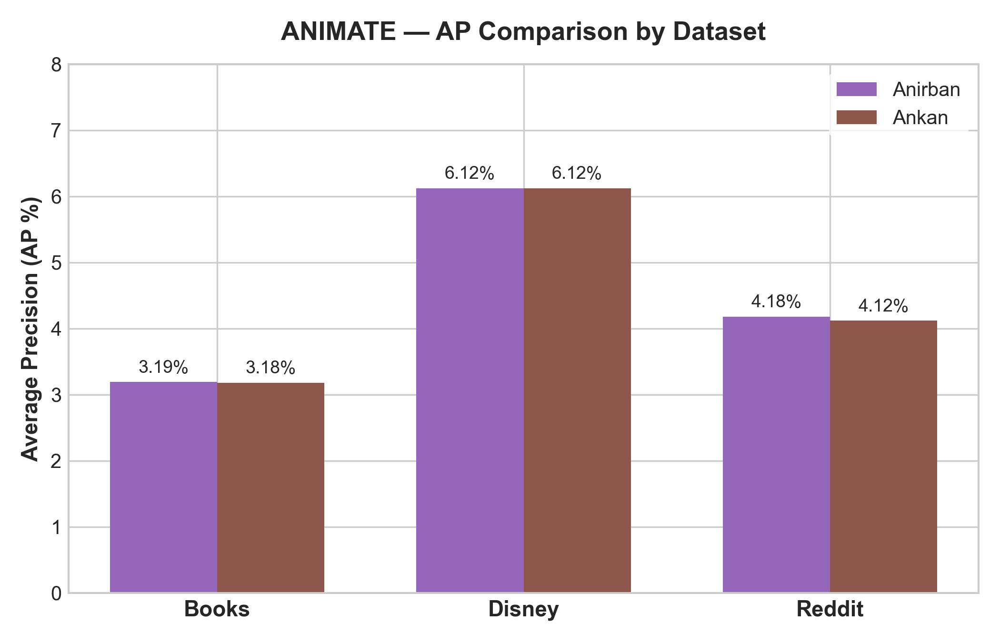 ANIMATE — AP Comparison by Dataset
Average Precision (AP %)
8
7
6
5
4
3
2
1
0
Anirban
Ankan
3.19%
3.18%
6.12%
6.12%
4.18%
4.12%
Books
Disney
Reddit